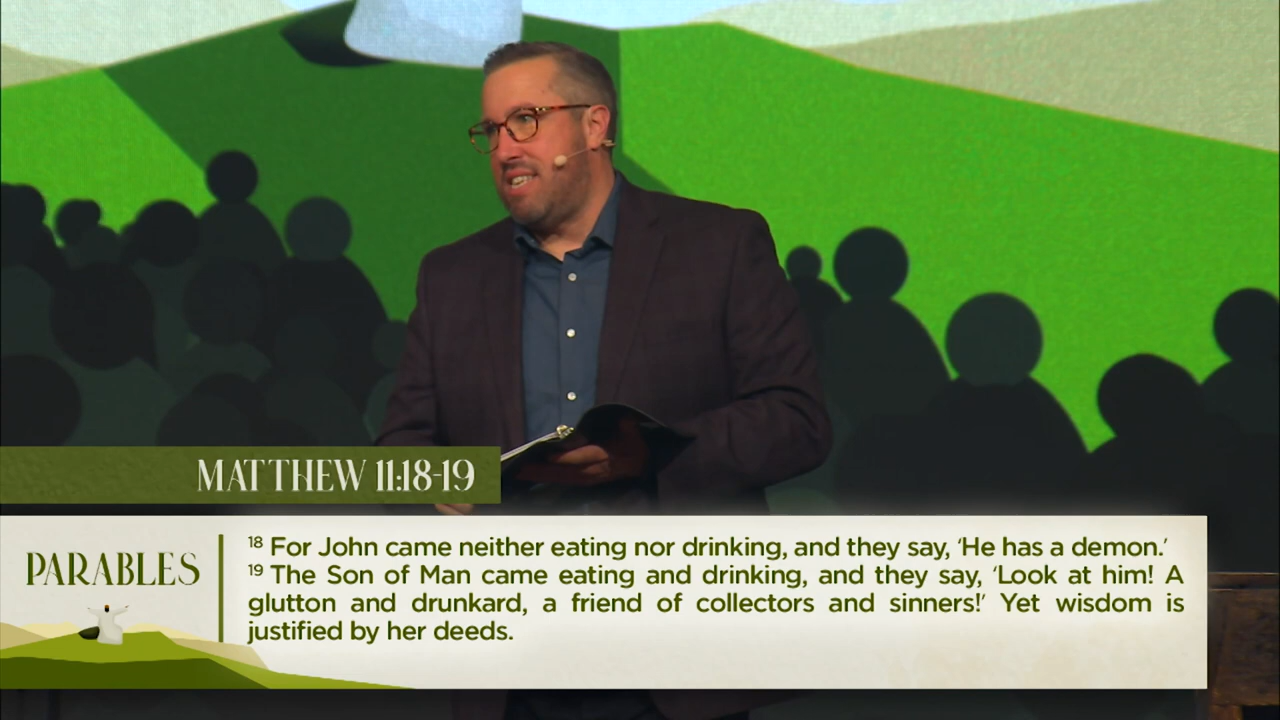 MATTHEW 11:18-19
PARABLES
18 For John came neither eating nor drinking, and they say, ‘He has a demon.’
19 The Son of Man came eating and drinking, and they say, ‘Look at him! A
glutton and drunkard, a friend of collectors and sinners!’ Yet wisdom is
justified by her deeds.